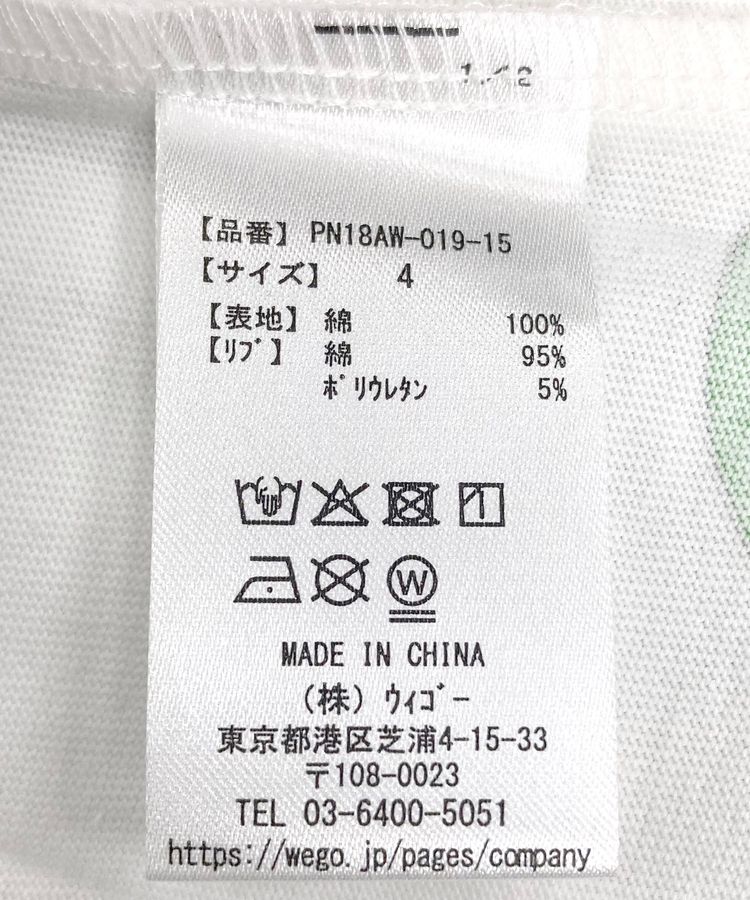 1/2
【品番】 PN18AW-019-15
【サイズ】 4
【表地】 綿 100%
【リブ】 綿 95%
ポリウレタン 5%
W
MADE IN CHINA
(株) ウィゴー
東京都港区芝浦4-15-33
〒108-0023
TEL 03-6400-5051
https://wego.jp/pages/company